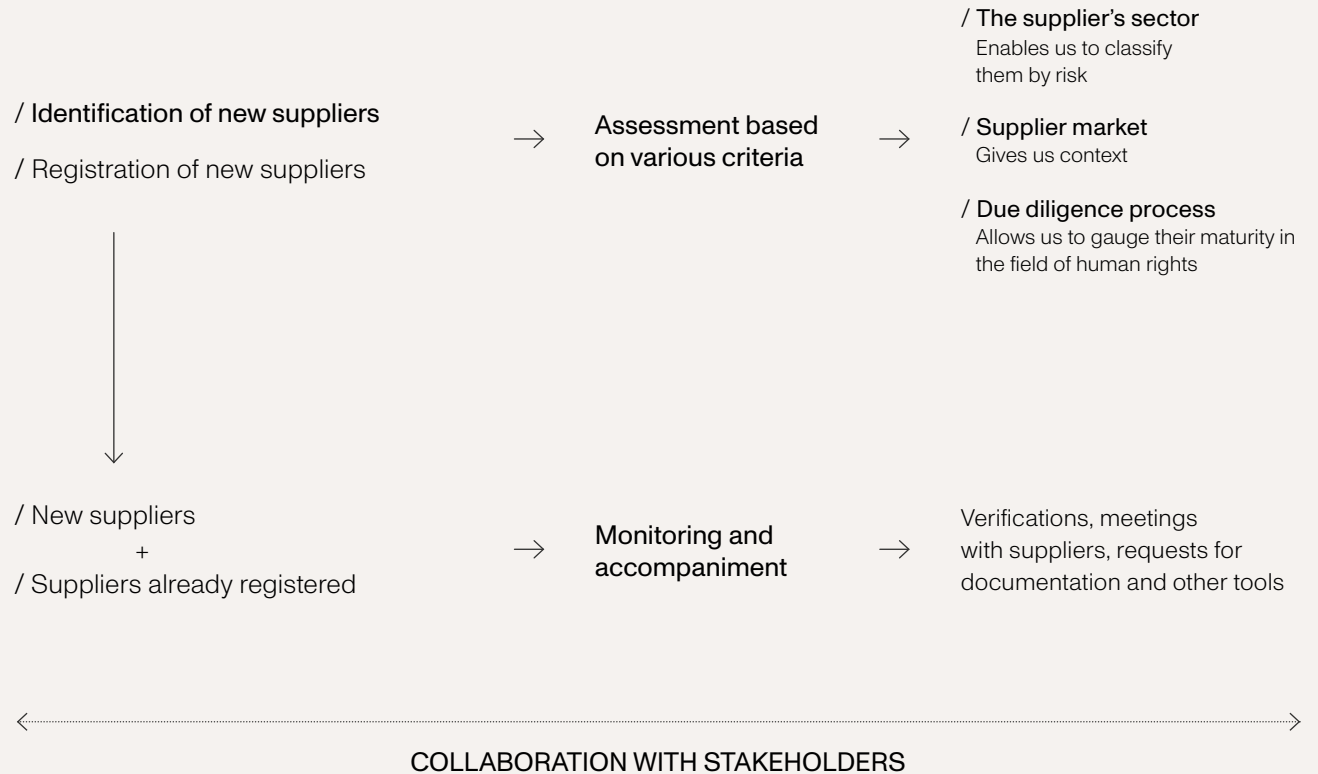 / Identification of new suppliers
/ Registration of new suppliers
Assessment based
on various criteria
/ The supplier’s sector
Enables us to classify
them by risk
/ Supplier market
Gives us context
/ Due diligence process
Allows us to gauge their maturity in
the field of human rights
/ New suppliers
+
/ Suppliers already registered
Monitoring and
accompaniment
Verifications, meetings
with suppliers, requests for
documentation and other tools
COLLABORATION WITH STAKEHOLDERS